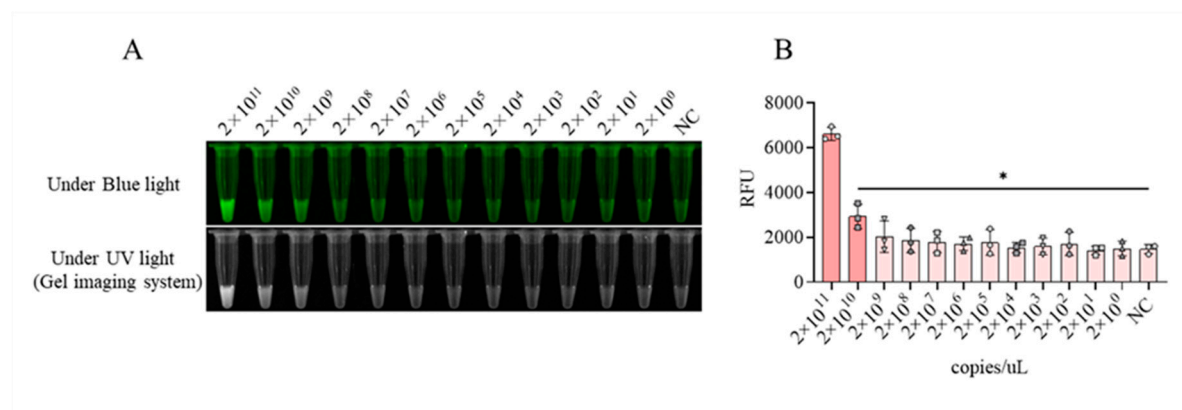 A
2×10¹¹ 2×10¹⁰ 2×10⁹ 2×10⁸ 2×10⁷ 2×10⁶ 2×10⁵ 2×10⁴ 2×10³ 2×10² 2×10¹ 2×10⁰ NC
Under Blue light
Under UV light
(Gel imaging system)
B
8000
6000
4000
2000
0
RFU
*
2×10¹¹ 2×10¹⁰ 2×10⁹ 2×10⁸ 2×10⁷ 2×10⁶ 2×10⁵ 2×10⁴ 2×10³ 2×10² 2×10¹ 2×10⁰ NC
copies/uL